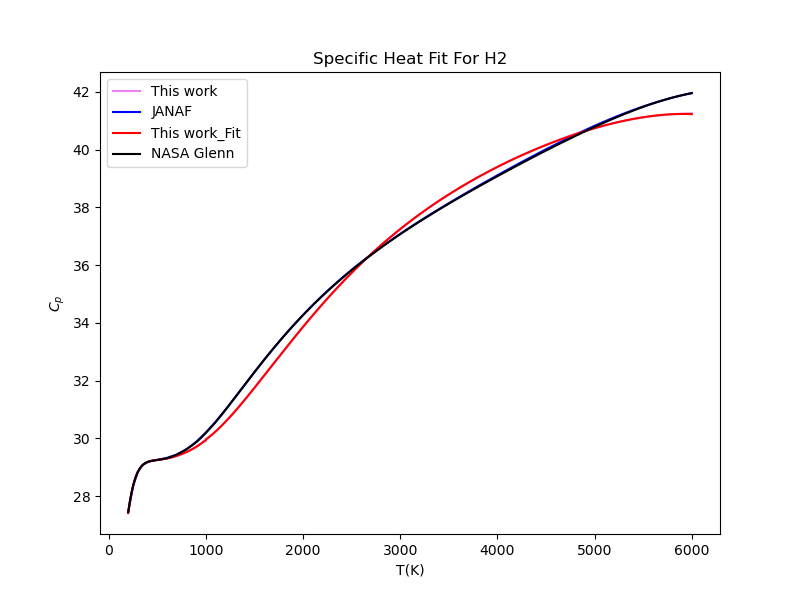 Specific Heat Fit For H2
This work
JANAF
This work_Fit
NASA Glenn
42
40
38
36
34
32
30
28
C_p
0 1000 2000 3000 4000 5000 6000
T(K)